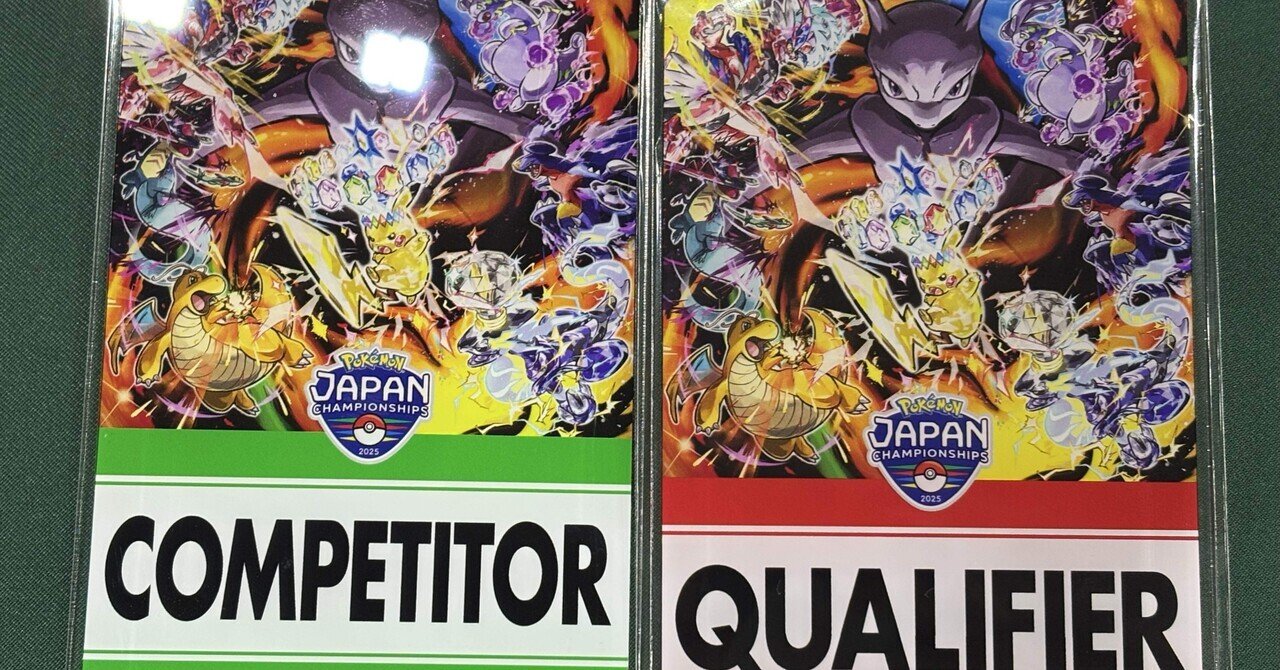 Pokémon
JAPAN
CHAMPIONSHIPS
2025
COMPETITOR
Pokémon
JAPAN
CHAMPIONSHIPS
2025
QUALIFIER